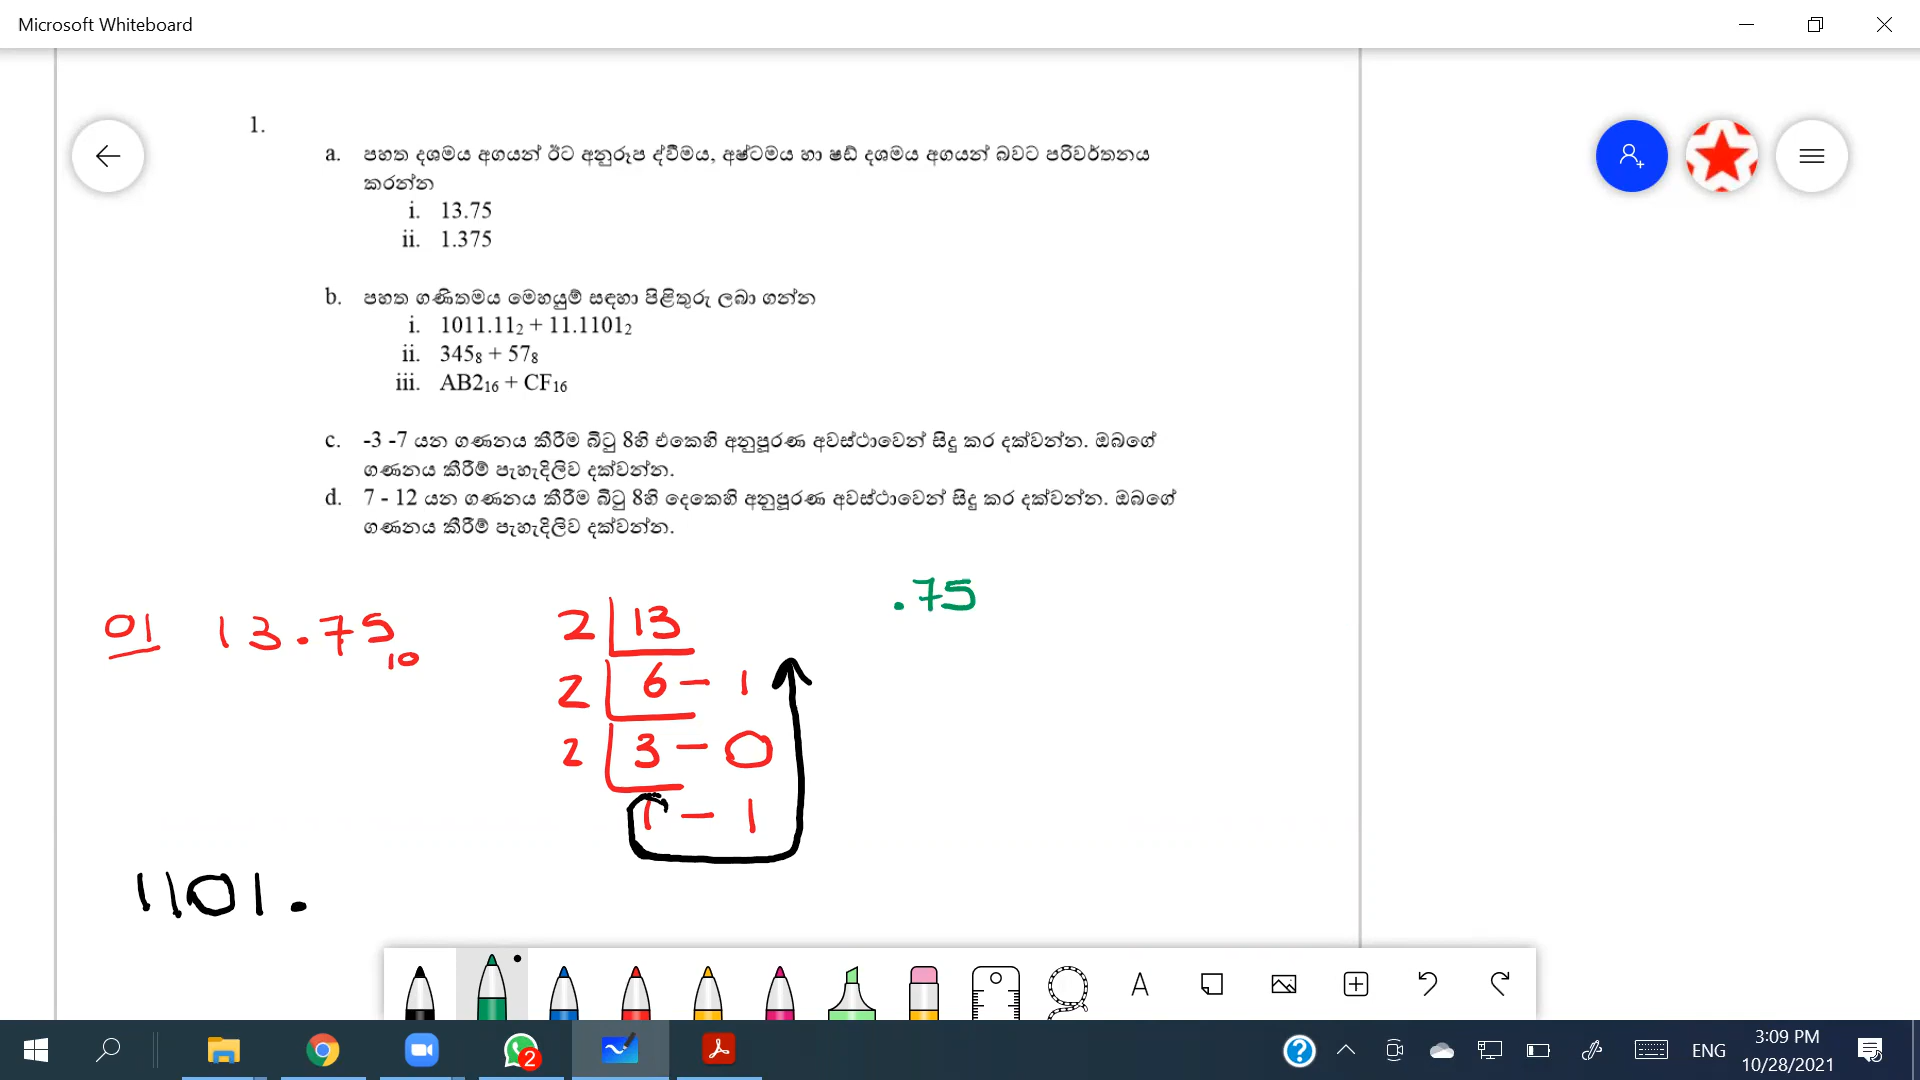 Microsoft Whiteboard
1.
a. පහත දශමය අගයන් ඊට අනුරූප ද්වීමය, අෂ්ටමය හා ෂඩ් දශමය අගයන් බවට පරිවර්තනය
කරන්න
i. 13.75
ii. 1.375
b. පහත ගණිතමය මෙහයුම් සඳහා පිළිතුරු ලබා ගන්න
i. 1011.11₂ + 11.1101₂
ii. 345₈ + 57₈
iii. AB2₁₆ + CF₁₆
c. -3 -7 යන ගණනය කිරීම බිටු 8හි එකෙහි අනුපූරණ අවස්ථාවෙන් සිදු කර දක්වන්න. ඔබගේ
ගණනය කිරීම් පැහැදිලිව දක්වන්න.
d. 7 - 12 යන ගණනය කිරීම බිටු 8හි දෙකෙහි අනුපූරණ අවස්ථාවෙන් සිදු කර දක්වන්න. ඔබගේ
ගණනය කිරීම් පැහැදිලිව දක්වන්න.
01 13.75₁₀
2 13
2 6 - 1
2 3 - 0
1 - 1
.75
1101.
A
2
ENG
3:09 PM
10/28/2021